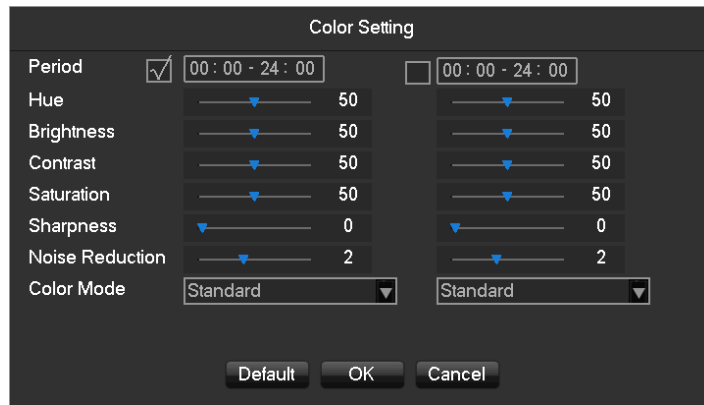 Color Setting
Period 00:00 - 24:00 00:00 - 24:00
Hue 50 50
Brightness 50 50
Contrast 50 50
Saturation 50 50
Sharpness 0 0
Noise Reduction 2 2
Color Mode Standard Standard
Default OK Cancel